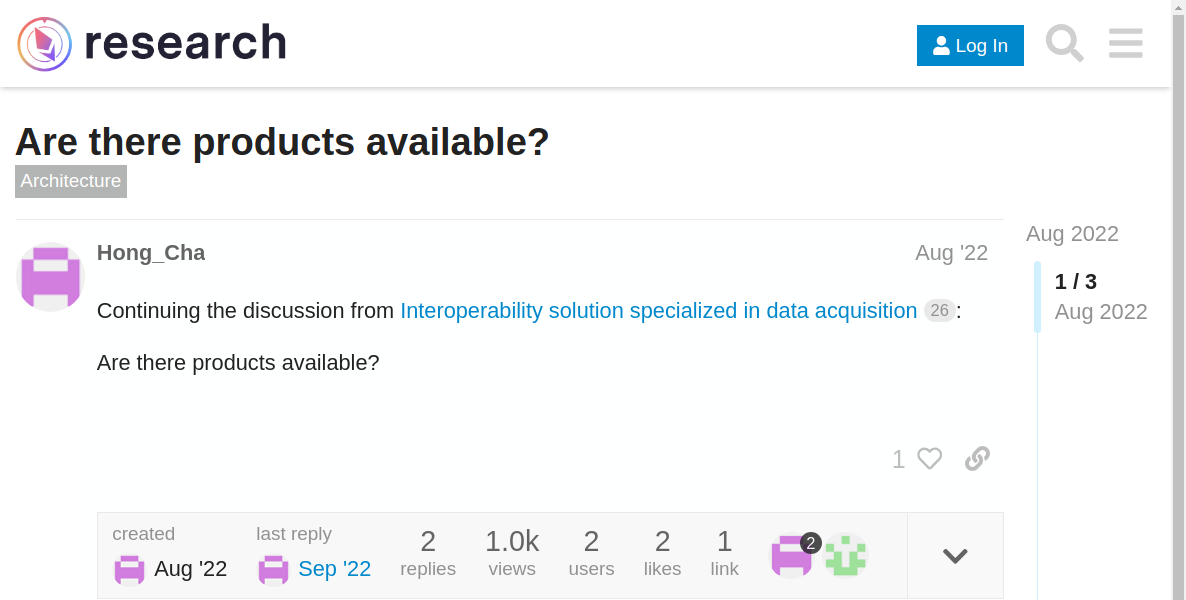 research
Log In
Are there products available?
Architecture
Hong_Cha
Aug '22
Continuing the discussion from Interoperability solution specialized in data acquisition 26:
Are there products available?
1
created
Aug '22
last reply
Sep '22
2
replies
1.0k
views
2
users
2
likes
1
link
2
Aug 2022
1 / 3
Aug 2022